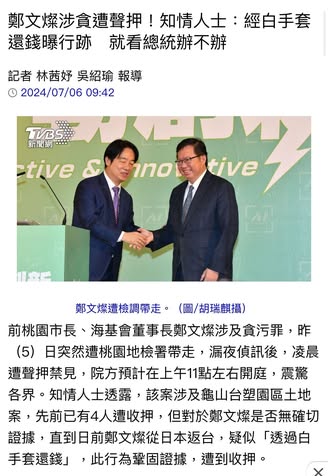 鄭文燦涉貪遭聲押！知情人士：經白手套
還錢曝行跡　就看總統辦不辦
記者 林茜妤 吳紹瑜 報導
2024/07/06 09:42
TVBS
新聞網
ctive & Innovative
AI
鄭文燦遭檢調帶走。（圖/胡瑞麒攝）
前桃園市長、海基會董事長鄭文燦涉及貪污罪，昨
（5）日突然遭桃園地檢署帶走，漏夜偵訊後，凌晨
遭聲押禁見，院方預計在上午11點左右開庭，震驚
各界。知情人士透露，該案涉及龜山台塑園區土地
案，先前已有4人遭收押，但對於鄭文燦是否無確切
證據，直到日前鄭文燦從日本返台，疑似「透過白
手套還錢」，此行為鞏固證據，遭到收押。